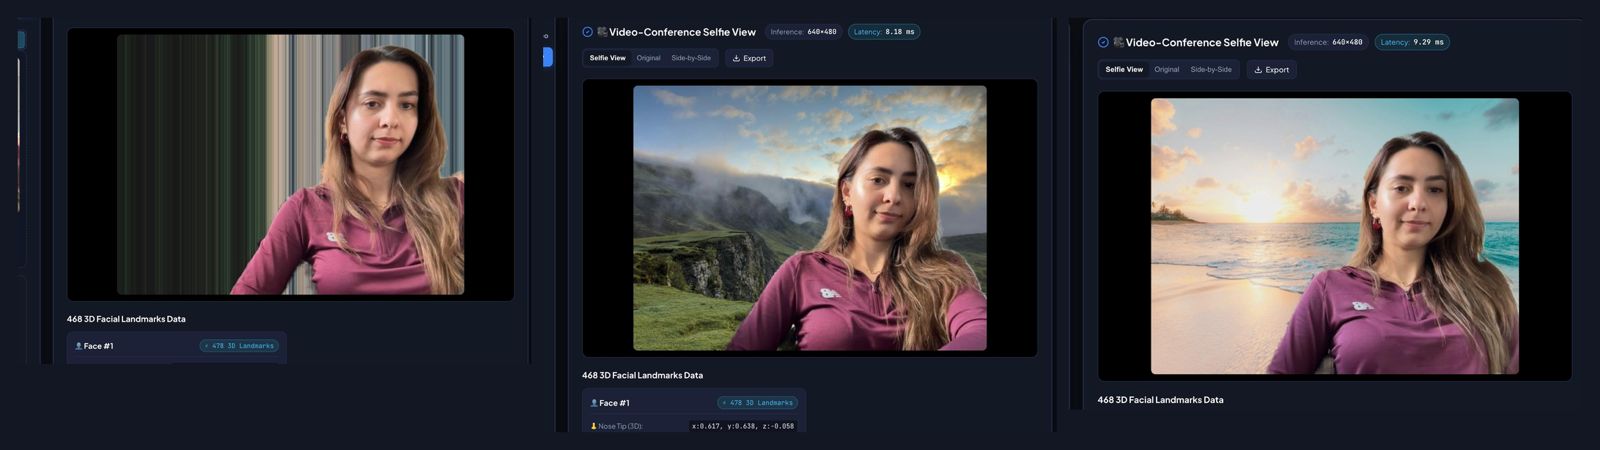 468 3D Facial Landmarks Data
Face #1
⚡ 478 3D Landmarks
Video-Conference Selfie View
Inference: 640×480
Latency: 8.18 ms
Selfie View Original Side-by-Side Export
468 3D Facial Landmarks Data
Face #1
⚡ 478 3D Landmarks
Nose Tip (3D): x:0.617, y:0.638, z:-0.058
Video-Conference Selfie View
Inference: 640×480
Latency: 9.29 ms
Selfie View Original Side-by-Side Export
468 3D Facial Landmarks Data